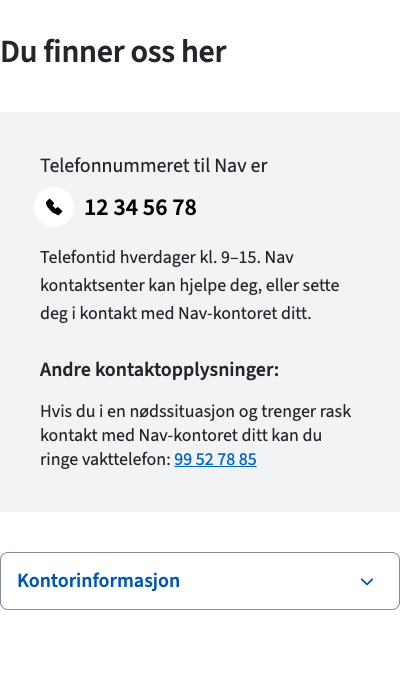 Du finner oss her
Telefonnummeret til Nav er
12 34 56 78
Telefontid hverdager kl. 9–15. Nav
kontaktsenter kan hjelpe deg, eller sette
deg i kontakt med Nav-kontoret ditt.
Andre kontaktopplysninger:
Hvis du i en nødssituasjon og trenger rask
kontakt med Nav-kontoret ditt kan du
ringe vakttelefon: 99 52 78 85
Kontorinformasjon